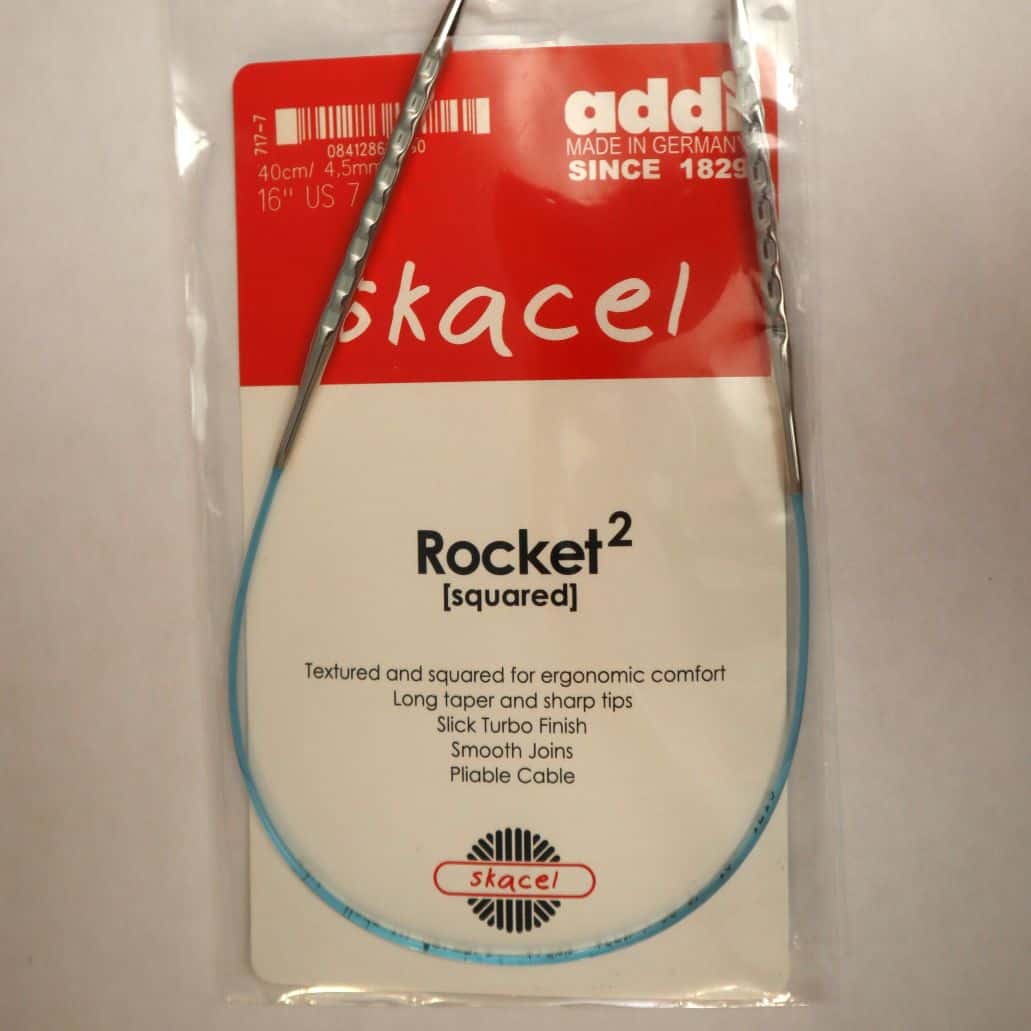 717-7
40cm/ 4,5mm
16" US 7
addi
MADE IN GERMANY
SINCE 1829
skacel
Rocket²
[squared]
Textured and squared for ergonomic comfort
Long taper and sharp tips
Slick Turbo Finish
Smooth Joins
Pliable Cable
skacel